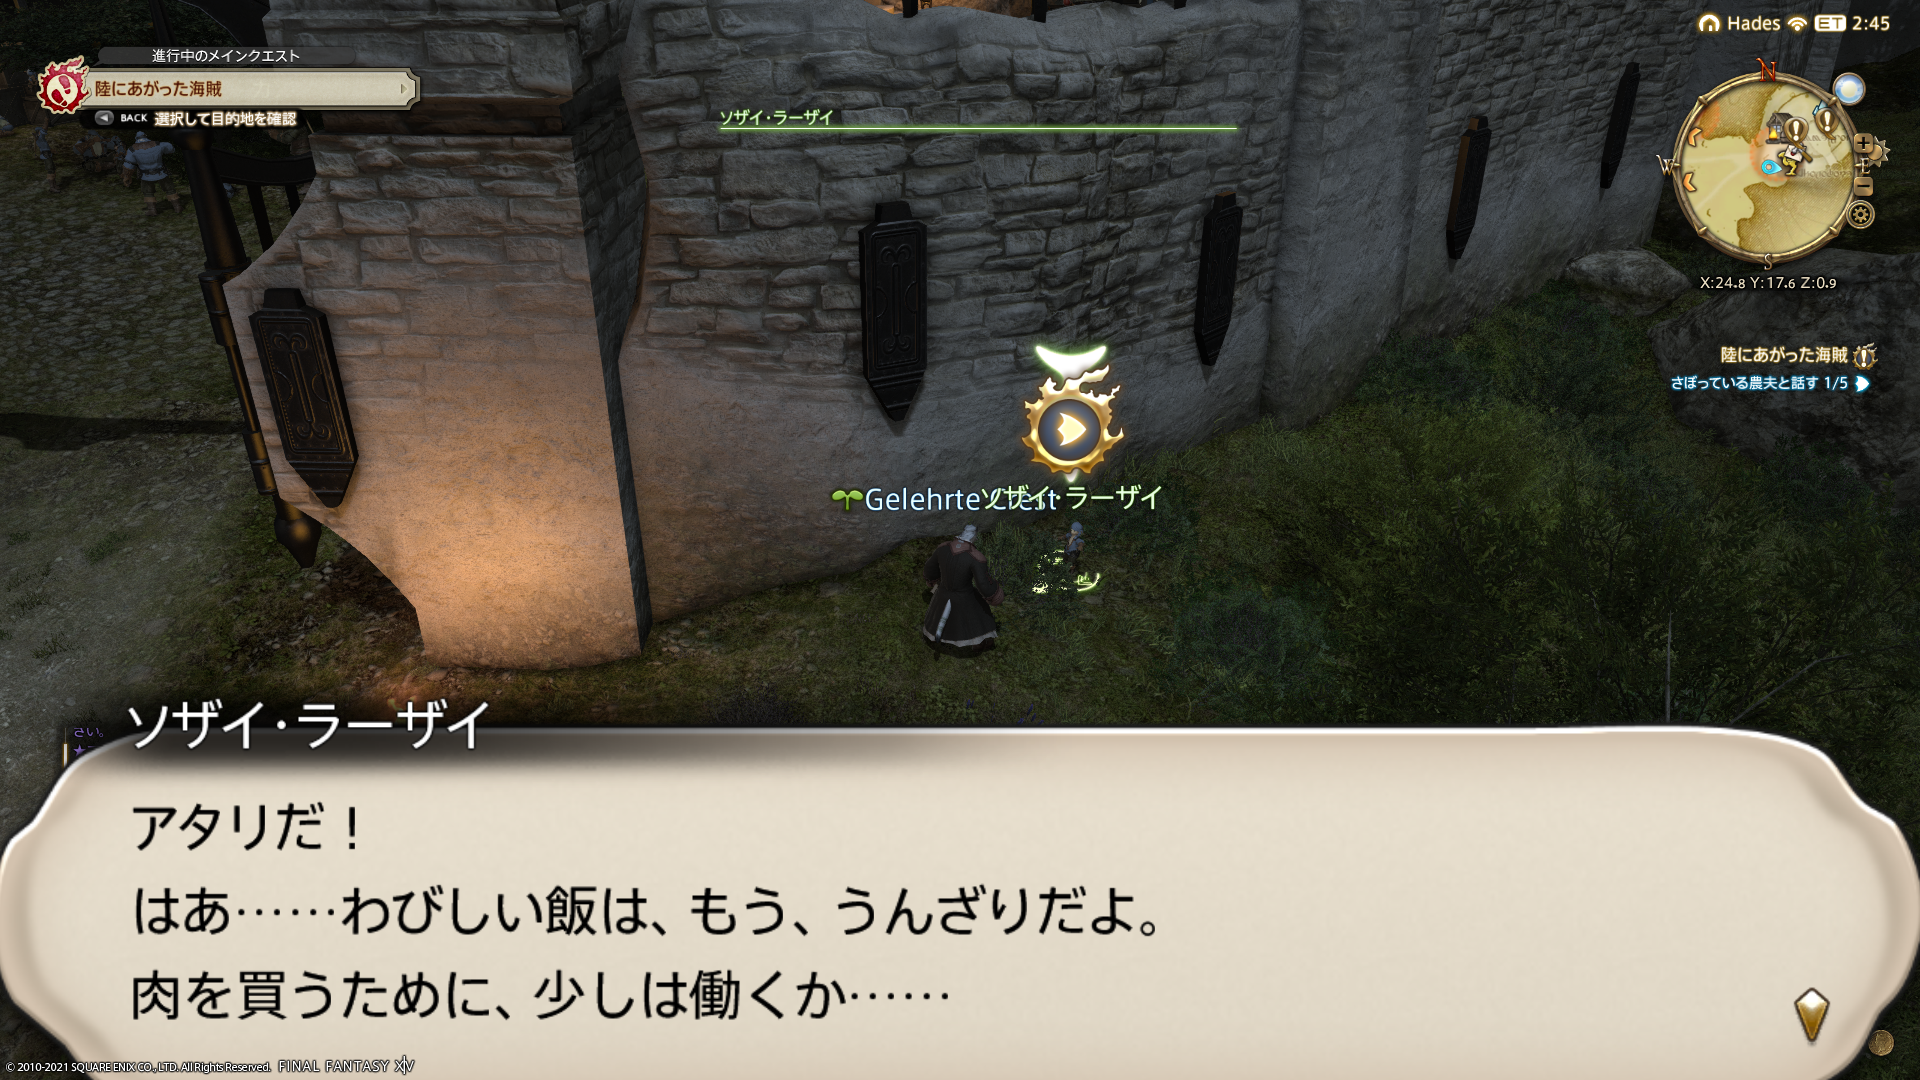 進行中のメインクエスト
陸にあがった海賊
BACK 選択して目的地を確認
ソザイ・ラーザイ
Hades ET 2:45
N
W
E
S
X:24.8 Y:17.6 Z:0.9
陸にあがった海賊
さぼっている農夫と話す 1/5
Gelehrte Crest
ソザイ・ラーザイ
さい。
ソザイ・ラーザイ
アタリだ！
はあ……わびしい飯は、もう、うんざりだよ。
肉を買うために、少しは働くか……
© 2010-2021 SQUARE ENIX CO., LTD. All Rights Reserved. FINAL FANTASY XIV